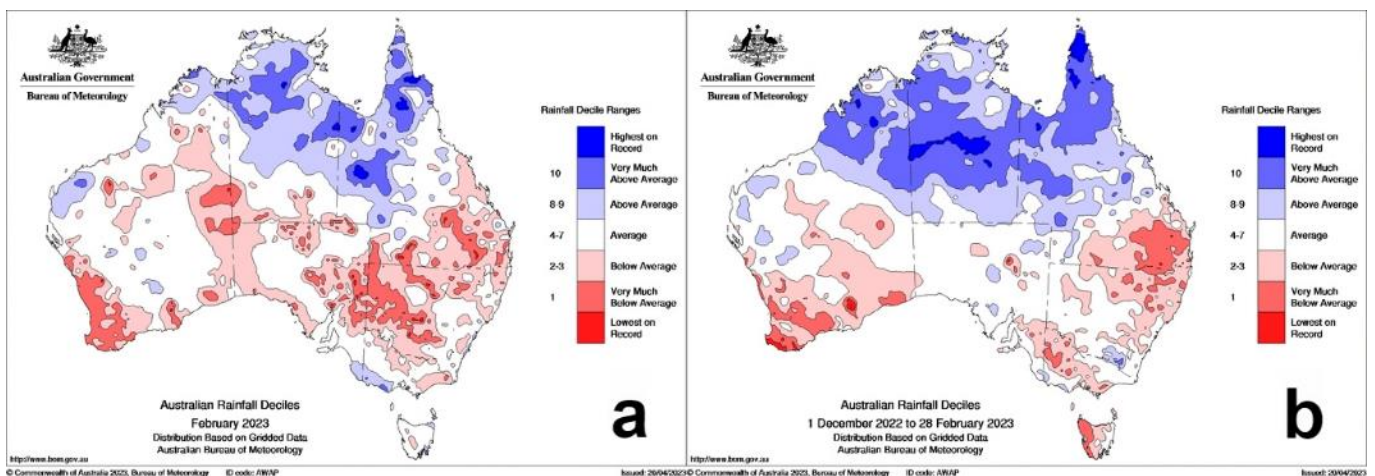 Australian Government
Bureau of Meteorology
Rainfall Decile Ranges
Highest on
Record
10
Very Much
Above Average
8-9
Above Average
4-7
Average
2-3
Below Average
1
Very Much
Below Average
Lowest on
Record
Australian Rainfall Deciles
February 2023
Distribution Based on Gridded Data
Australian Bureau of Meteorology
a
http://www.bom.gov.au
© Commonwealth of Australia 2023, Bureau of Meteorology ID code: AWAP Issued: 20/04/2023
Australian Government
Bureau of Meteorology
Rainfall Decile Ranges
Highest on
Record
10
Very Much
Above Average
8-9
Above Average
4-7
Average
2-3
Below Average
1
Very Much
Below Average
Lowest on
Record
Australian Rainfall Deciles
1 December 2022 to 28 February 2023
Distribution Based on Gridded Data
Australian Bureau of Meteorology
b
http://www.bom.gov.au
© Commonwealth of Australia 2023, Bureau of Meteorology ID code: AWAP Issued: 20/04/2023